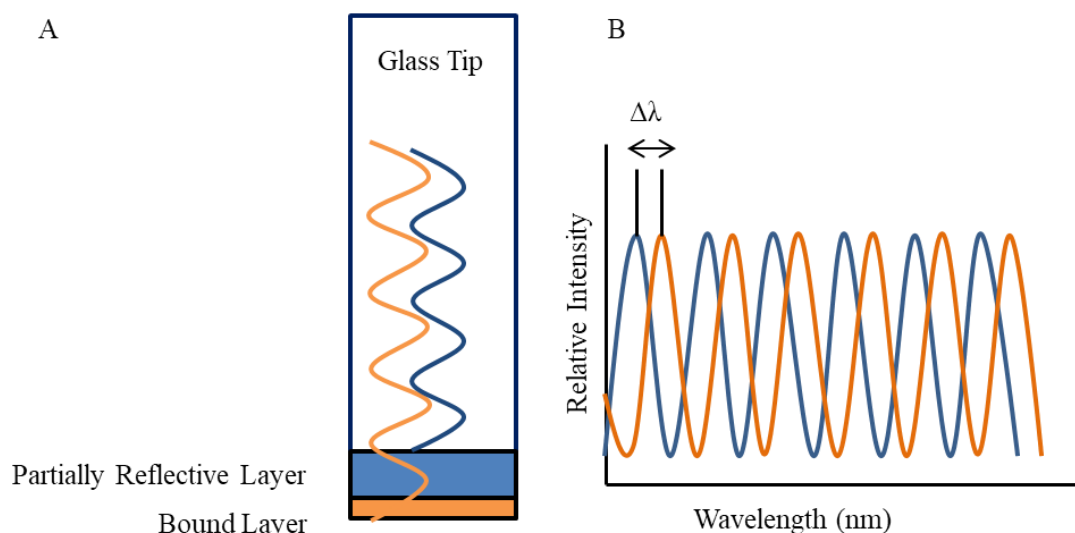 A
Glass Tip
Partially Reflective Layer
Bound Layer
B
Δλ
Relative Intensity
Wavelength (nm)